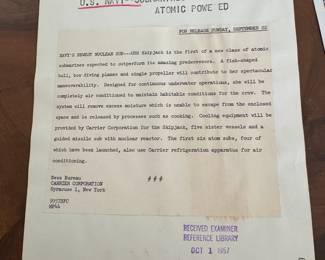 U.S. NAVY - SUBMARINES
ATOMIC POWE ED
FOR RELEASE SUNDAY, SEPTEMBER 22
NAVY'S NEWEST NUCLEAR SUB--USS Skipjack is the first of a new class of atomic
submarines expected to outperform its amazing predecessors. A fish-shaped
hull, bow diving planes and single propeller will contribute to her spectacular
maneuverability. Designed for continuous underwater operations, she will be
completely air conditioned to maintain habitable conditions for the crew. The
system will remove excess moisture which is unable to escape from the enclosed
space and is released by processes such as cooking. Cooling equipment will be
provided by Carrier Corporation for the Skipjack, five sister vessels and a
guided missile sub with nuclear reactor. The first six atom subs, four of
which have been launched, also use Carrier refrigeration apparatus for air
conditioning.
News Bureau
CARRIER CORPORATION
Syracuse 1, New York
###
RECEIVED EXAMINER
REFERENCE LIBRARY
OCT 1 1957